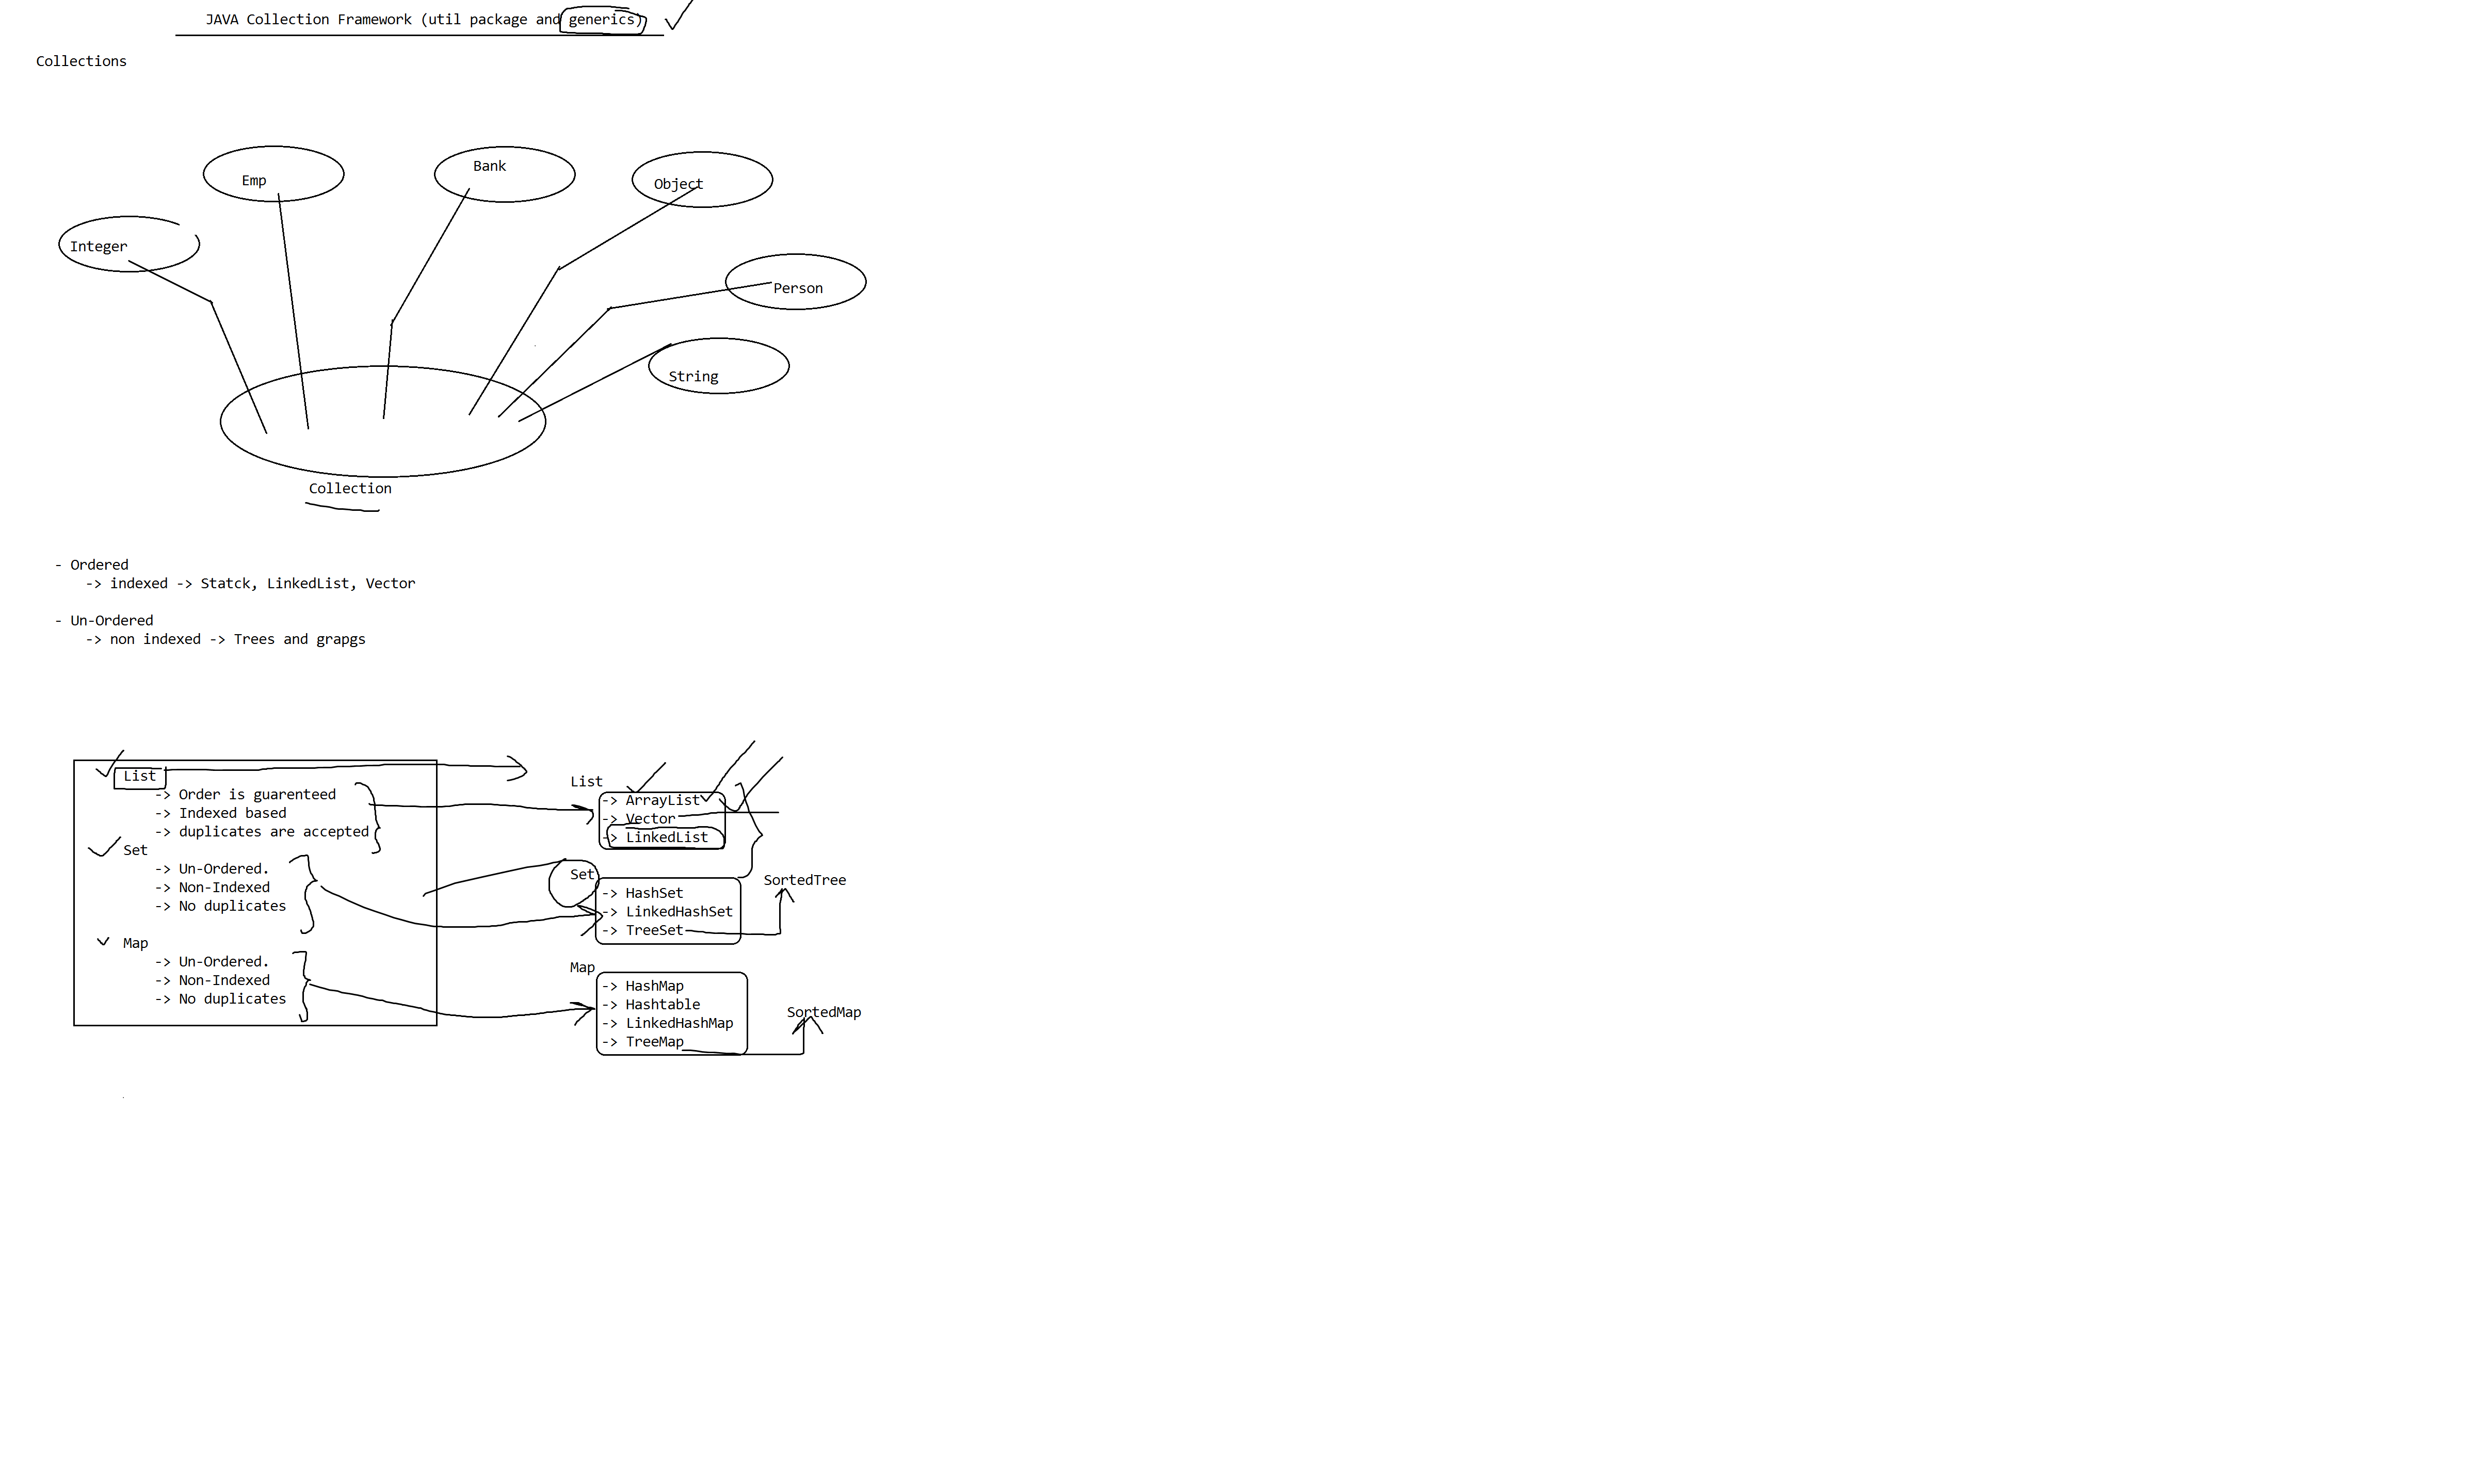 JAVA Collection Framework (util package and generics)
Collections
Emp
Bank
Object
Integer
Person
String
Collection
- Ordered
-> indexed -> Statck, LinkedList, Vector
- Un-Ordered
-> non indexed -> Trees and grapgs
List
-> Order is guarenteed
-> Indexed based
-> duplicates are accepted
Set
-> Un-Ordered.
-> Non-Indexed
-> No duplicates
Map
-> Un-Ordered.
-> Non-Indexed
-> No duplicates
List
-> ArrayList
-> Vector
-> LinkedList
Set
-> HashSet
-> LinkedHashSet
-> TreeSet
SortedTree
Map
-> HashMap
-> Hashtable
-> LinkedHashMap
-> TreeMap
SortedMap